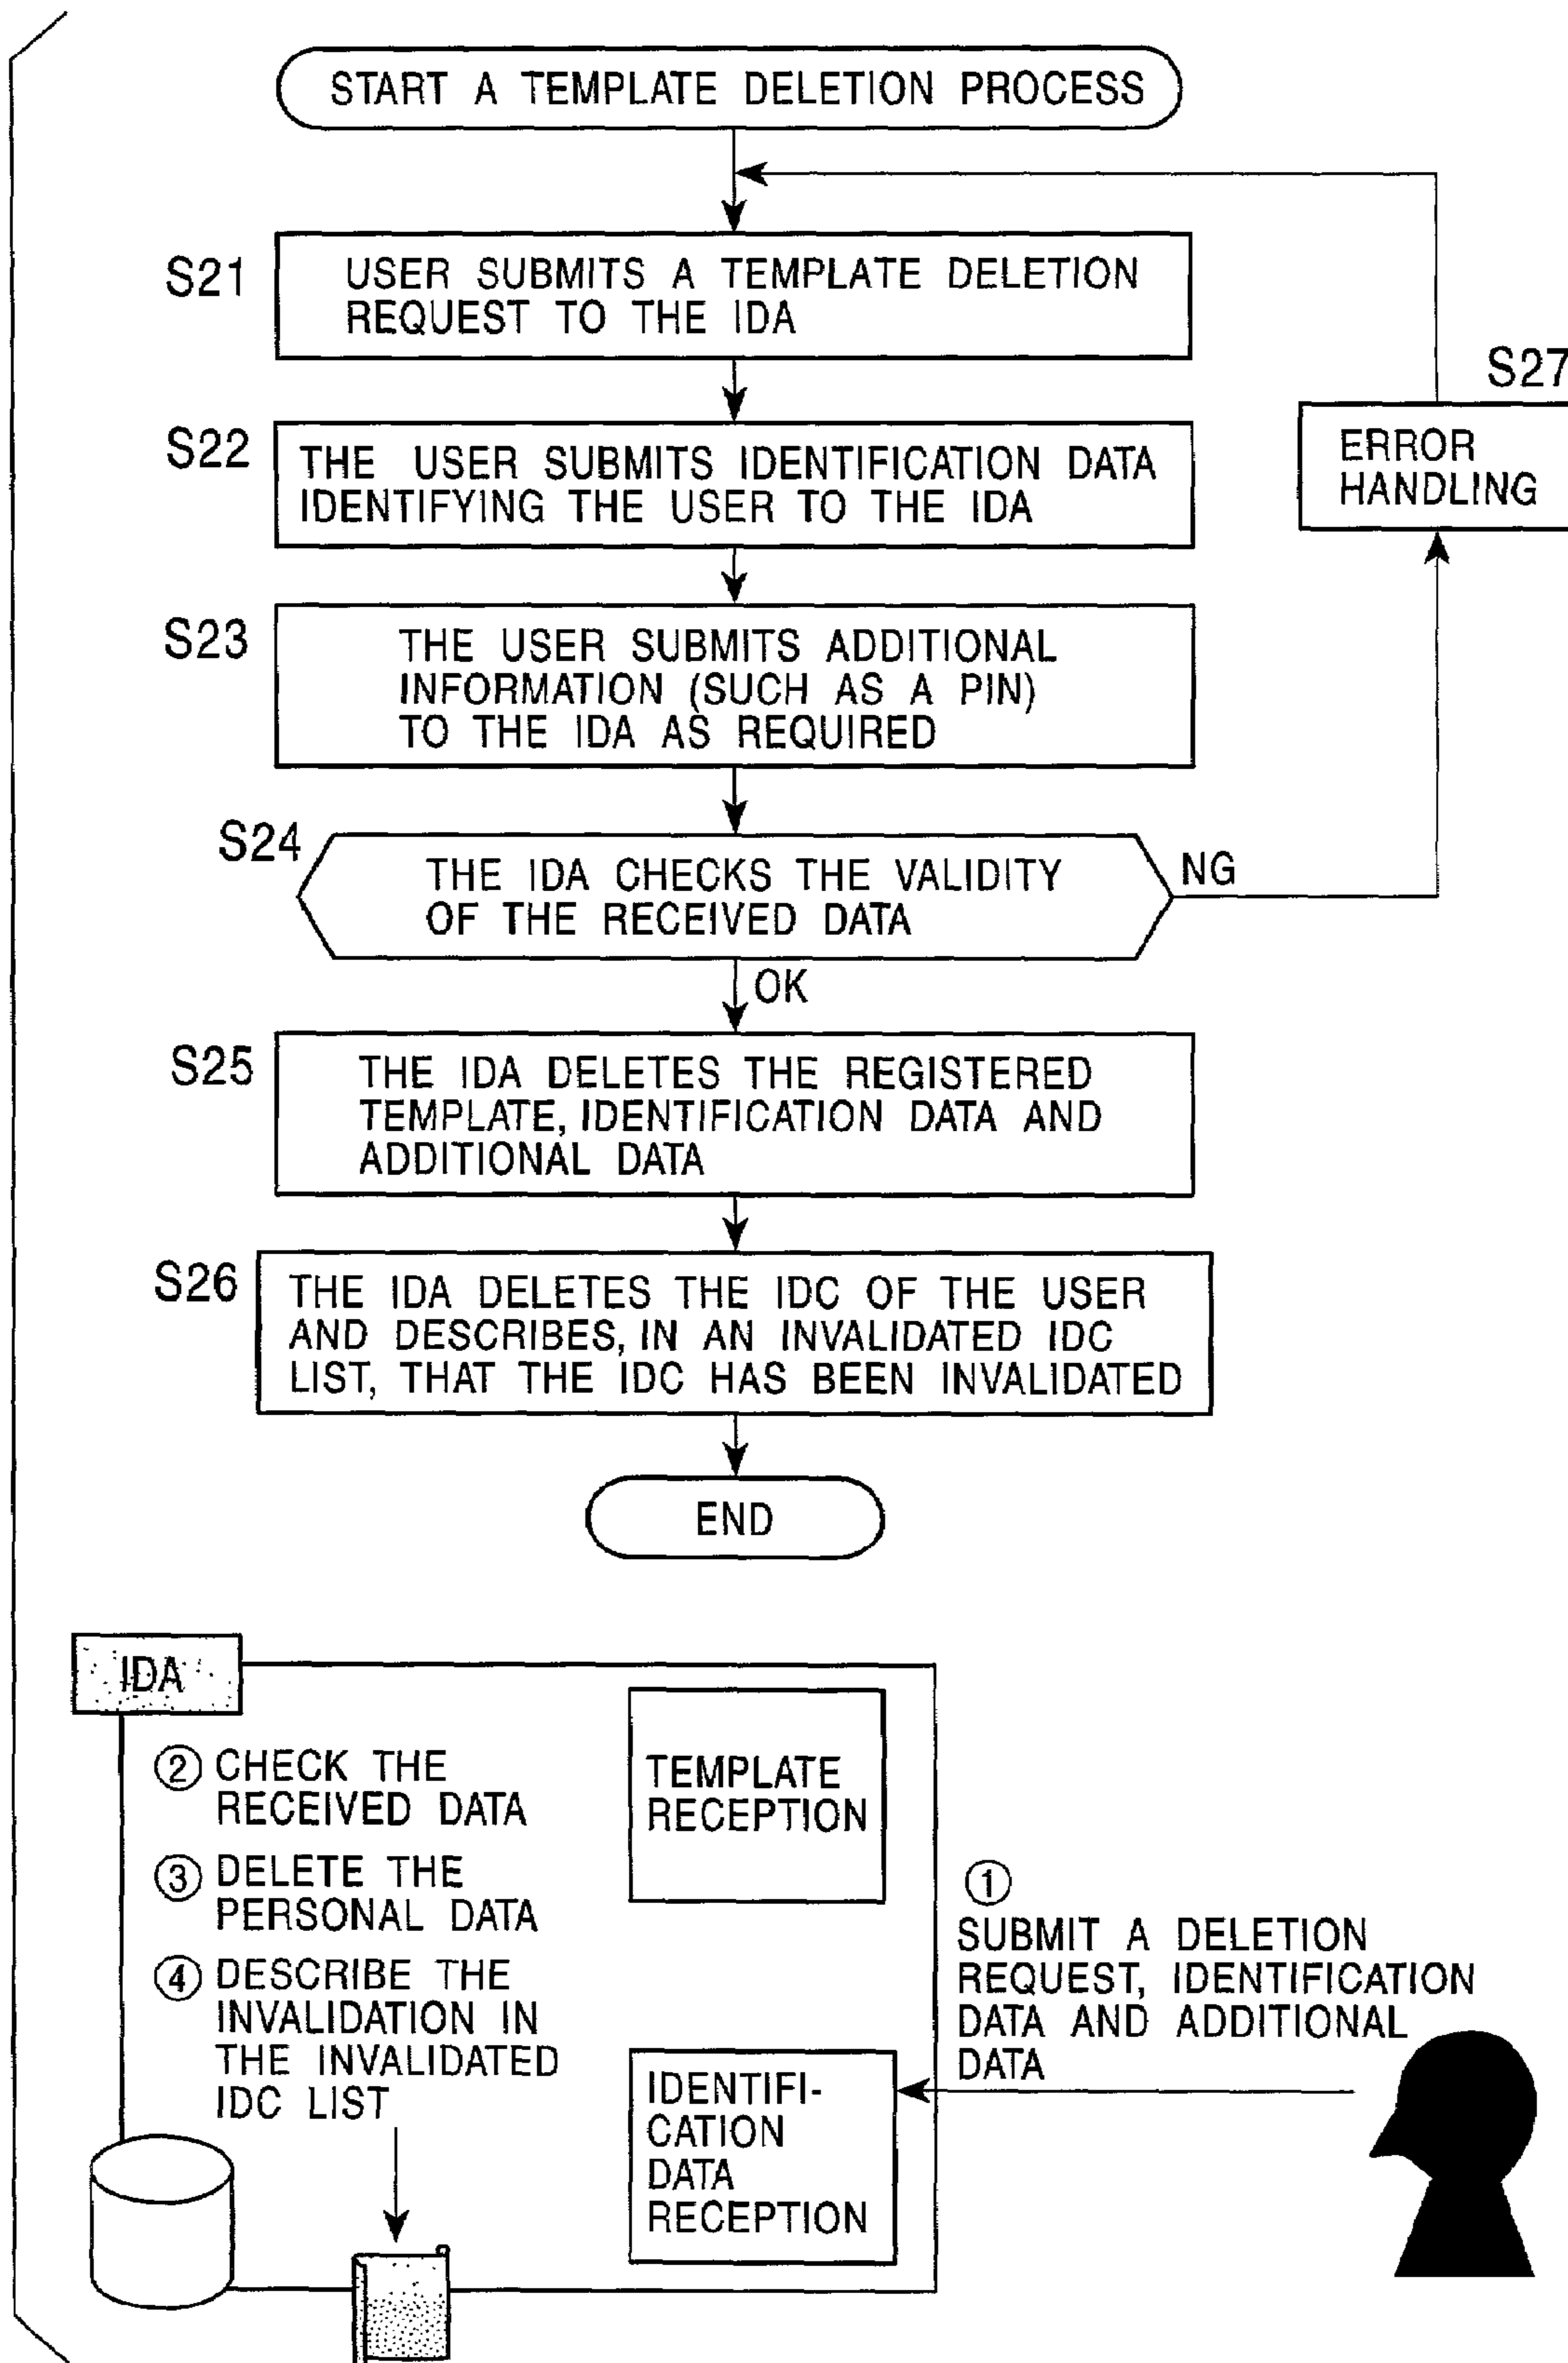 START A TEMPLATE DELETION PROCESS
S21
USER SUBMITS A TEMPLATE DELETION
REQUEST TO THE IDA
S27
ERROR
HANDLING
S22
THE USER SUBMITS IDENTIFICATION DATA
IDENTIFYING THE USER TO THE IDA
S23
THE USER SUBMITS ADDITIONAL
INFORMATION (SUCH AS A PIN)
TO THE IDA AS REQUIRED
S24
THE IDA CHECKS THE VALIDITY
OF THE RECEIVED DATA
NG
OK
S25
THE IDA DELETES THE REGISTERED
TEMPLATE, IDENTIFICATION DATA AND
ADDITIONAL DATA
S26
THE IDA DELETES THE IDC OF THE USER
AND DESCRIBES, IN AN INVALIDATED IDC
LIST, THAT THE IDC HAS BEEN INVALIDATED
END
IDA
② CHECK THE
RECEIVED DATA
③ DELETE THE
PERSONAL DATA
④ DESCRIBE THE
INVALIDATION IN
THE INVALIDATED
IDC LIST
TEMPLATE
RECEPTION
①
SUBMIT A DELETION
REQUEST, IDENTIFICATION
DATA AND ADDITIONAL
DATA
IDENTIFI-
CATION
DATA
RECEPTION